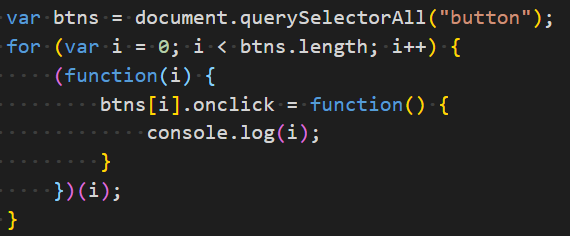 var btns = document.querySelectorAll("button");
for (var i = 0; i < btns.length; i++) {
    (function(i) {
        btns[i].onclick = function() {
            console.log(i);
        }
    })(i);
}